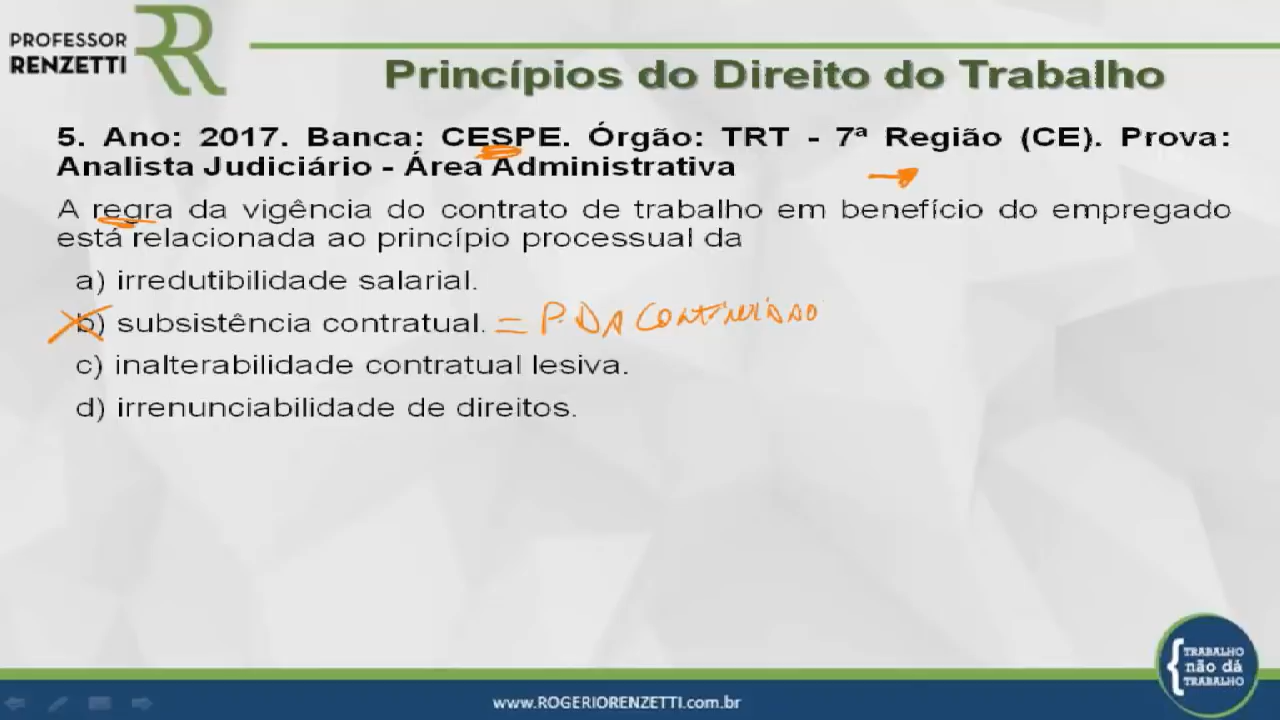 PROFESSOR
RENZETTI
Princípios do Direito do Trabalho
5. Ano: 2017. Banca: CESPE. Órgão: TRT - 7ª Região (CE). Prova:
Analista Judiciário - Área Administrativa
A regra da vigência do contrato de trabalho em benefício do empregado
está relacionada ao princípio processual da
a) irredutibilidade salarial.
b) subsistência contratual. = P. DA
c) inalterabilidade contratual lesiva.
d) irrenunciabilidade de direitos.
TRABALHO
não dá
TRABALHO
www.ROGERIORENZETTI.com.br